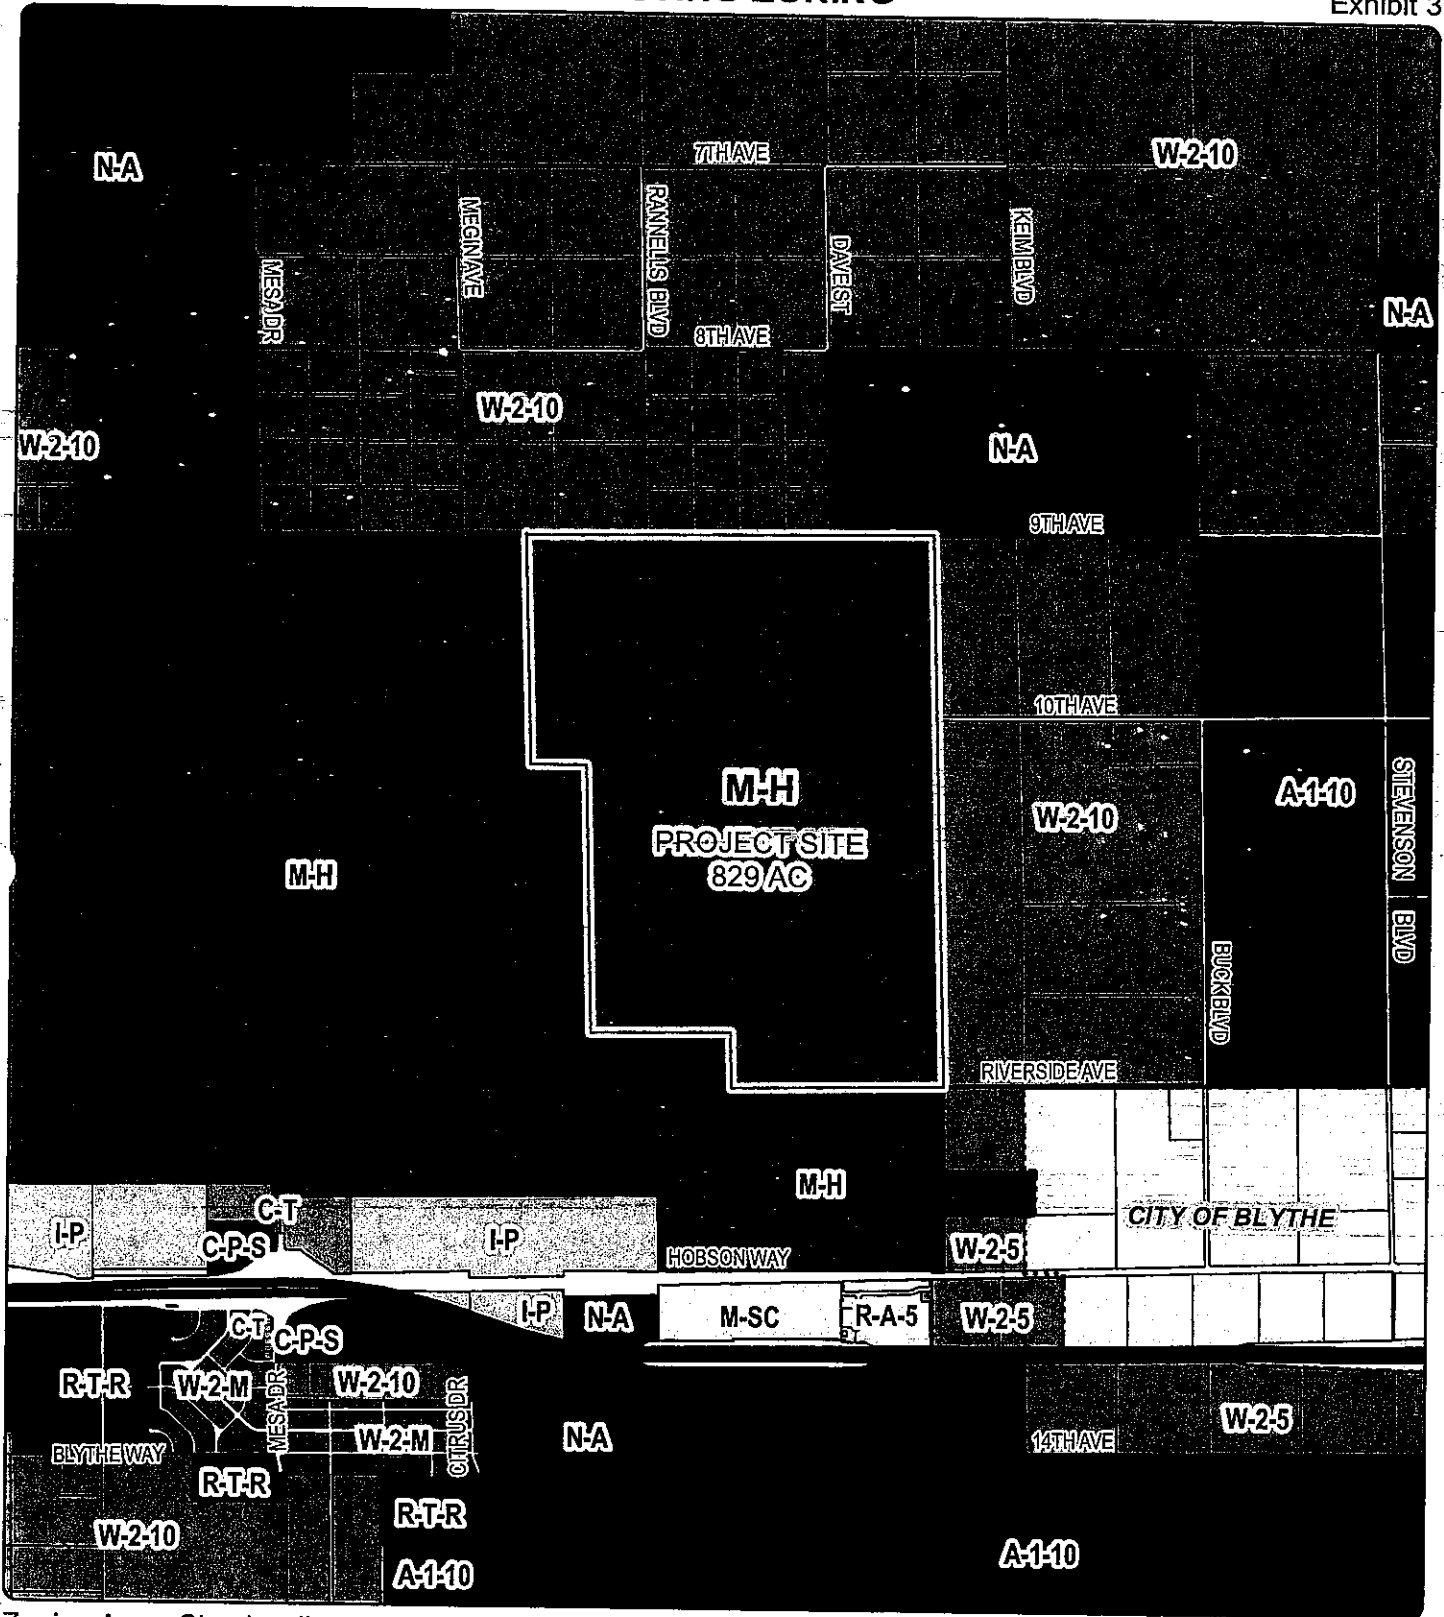 Exhibit 3
N-A
7TH AVE
W-2-10
MEGIN AVE
RANNELLS BLVD
DAVE ST
KEIM BLVD
MESA DR
N-A
8TH AVE
W-2-10
W-2-10
N-A
9TH AVE
10TH AVE
M-H
PROJECT SITE
829 AC
W-2-10
A-1-10
STEVENSON BLVD
M-H
BUCK BLVD
RIVERSIDE AVE
M-H
C-T
I-P
C-P-S
I-P
HOBSON WAY
W-2-5
CITY OF BLYTHE
I-P
N-A
M-SC
R-A-5
W-2-5
C-T
C-P-S
R-T-R
W-2-M
MESA DR
W-2-10
CITRUS DR
W-2-M
N-A
W-2-5
14TH AVE
BLYTHE WAY
R-T-R
R-T-R
W-2-10
A-1-10
A-1-10